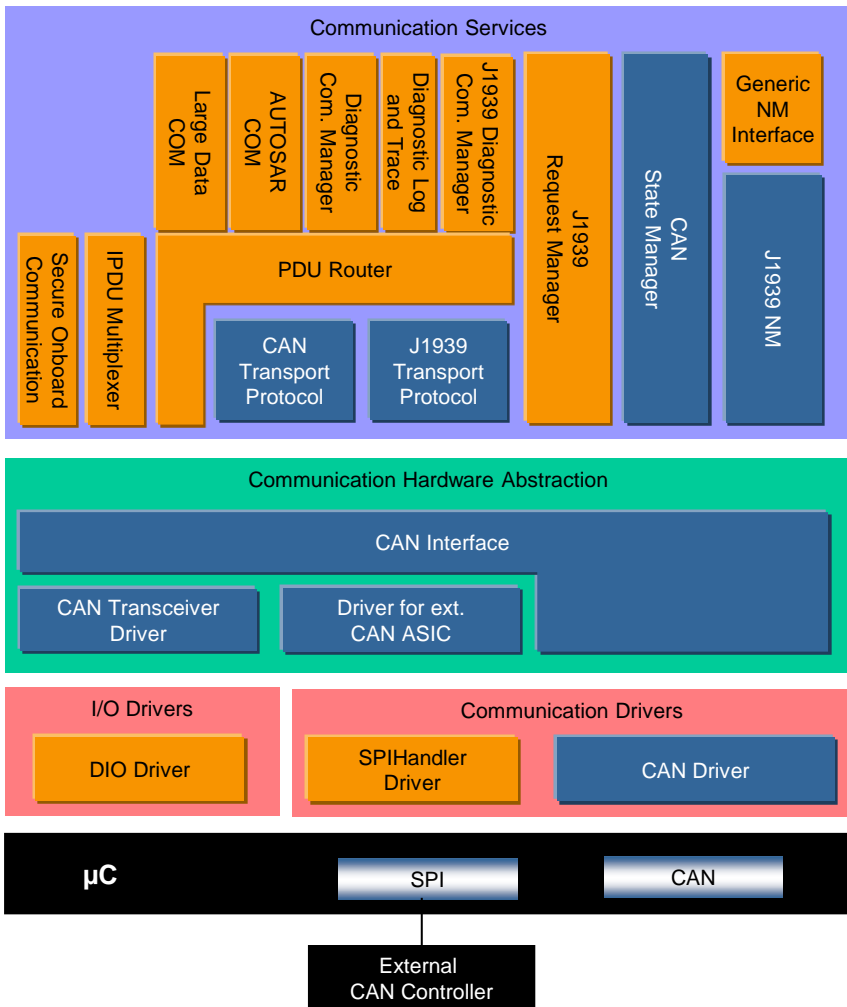 Communication Services
Large Data
COM
AUTOSAR
COM
Diagnostic
Com. Manager
Diagnostic Log
and Trace
J1939 Diagnostic
Com. Manager
J1939
Request Manager
CAN
State Manager
Generic
NM
Interface
Secure Onboard
Communication
IPDU Multiplexer
PDU Router
J1939 NM
CAN
Transport
Protocol
J1939
Transport
Protocol
Communication Hardware Abstraction
CAN Interface
CAN Transceiver
Driver
Driver for ext.
CAN ASIC
I/O Drivers
Communication Drivers
DIO Driver
SPIHandler
Driver
CAN Driver
µC
SPI
CAN
External
CAN Controller